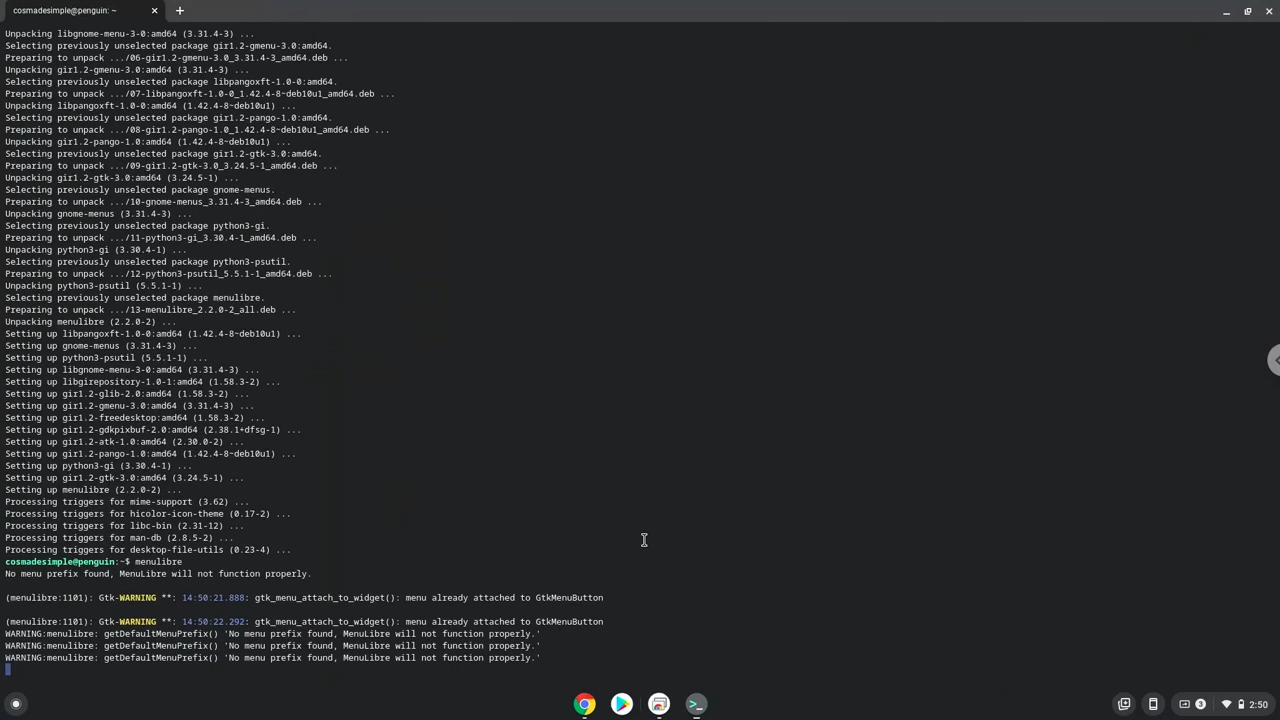 cosmadesimple@penguin: ~
Unpacking libgnome-menu-3-0:amd64 (3.31.4-3) ...
Selecting previously unselected package gir1.2-gmenu-3.0:amd64.
Preparing to unpack .../06-gir1.2-gmenu-3.0_3.31.4-3_amd64.deb ...
Unpacking gir1.2-gmenu-3.0:amd64 (3.31.4-3) ...
Selecting previously unselected package libpangoxft-1.0-0:amd64.
Preparing to unpack .../07-libpangoxft-1.0-0_1.42.4-8~deb10u1_amd64.deb ...
Unpacking libpangoxft-1.0-0:amd64 (1.42.4-8~deb10u1) ...
Selecting previously unselected package gir1.2-pango-1.0:amd64.
Preparing to unpack .../08-gir1.2-pango-1.0_1.42.4-8~deb10u1_amd64.deb ...
Unpacking gir1.2-pango-1.0:amd64 (1.42.4-8~deb10u1) ...
Selecting previously unselected package gir1.2-gtk-3.0:amd64.
Preparing to unpack .../09-gir1.2-gtk-3.0_3.24.5-1_amd64.deb ...
Unpacking gir1.2-gtk-3.0:amd64 (3.24.5-1) ...
Selecting previously unselected package gnome-menus.
Preparing to unpack .../10-gnome-menus_3.31.4-3_amd64.deb ...
Unpacking gnome-menus (3.31.4-3) ...
Selecting previously unselected package python3-gi.
Preparing to unpack .../11-python3-gi_3.30.4-1_amd64.deb ...
Unpacking python3-gi (3.30.4-1) ...
Selecting previously unselected package python3-psutil.
Preparing to unpack .../12-python3-psutil_5.5.1-1_amd64.deb ...
Unpacking python3-psutil (5.5.1-1) ...
Selecting previously unselected package menulibre.
Preparing to unpack .../13-menulibre_2.2.0-2_all.deb ...
Unpacking menulibre (2.2.0-2) ...
Setting up libpangoxft-1.0-0:amd64 (1.42.4-8~deb10u1) ...
Setting up gnome-menus (3.31.4-3) ...
Setting up python3-psutil (5.5.1-1) ...
Setting up libgnome-menu-3-0:amd64 (3.31.4-3) ...
Setting up libgirepository-1.0-1:amd64 (1.58.3-2) ...
Setting up gir1.2-glib-2.0:amd64 (1.58.3-2) ...
Setting up gir1.2-gmenu-3.0:amd64 (3.31.4-3) ...
Setting up gir1.2-freedesktop:amd64 (1.58.3-2) ...
Setting up gir1.2-gdkpixbuf-2.0:amd64 (2.38.1+dfsg-1) ...
Setting up gir1.2-atk-1.0:amd64 (2.30.0-2) ...
Setting up gir1.2-pango-1.0:amd64 (1.42.4-8~deb10u1) ...
Setting up python3-gi (3.30.4-1) ...
Setting up gir1.2-gtk-3.0:amd64 (3.24.5-1) ...
Setting up menulibre (2.2.0-2) ...
Processing triggers for mime-support (3.62) ...
Processing triggers for hicolor-icon-theme (0.17-2) ...
Processing triggers for libc-bin (2.31-12) ...
Processing triggers for man-db (2.8.5-2) ...
Processing triggers for desktop-file-utils (0.23-4) ...
cosmadesimple@penguin:~$ menulibre
No menu prefix found, MenuLibre will not function properly.
(menulibre:1101): Gtk-WARNING **: 14:50:21.888: gtk_menu_attach_to_widget(): menu already attached to GtkMenuButton
(menulibre:1101): Gtk-WARNING **: 14:50:22.292: gtk_menu_attach_to_widget(): menu already attached to GtkMenuButton
WARNING:menulibre: getDefaultMenuPrefix() 'No menu prefix found, MenuLibre will not function properly.'
WARNING:menulibre: getDefaultMenuPrefix() 'No menu prefix found, MenuLibre will not function properly.'
WARNING:menulibre: getDefaultMenuPrefix() 'No menu prefix found, MenuLibre will not function properly.'
3 2:50